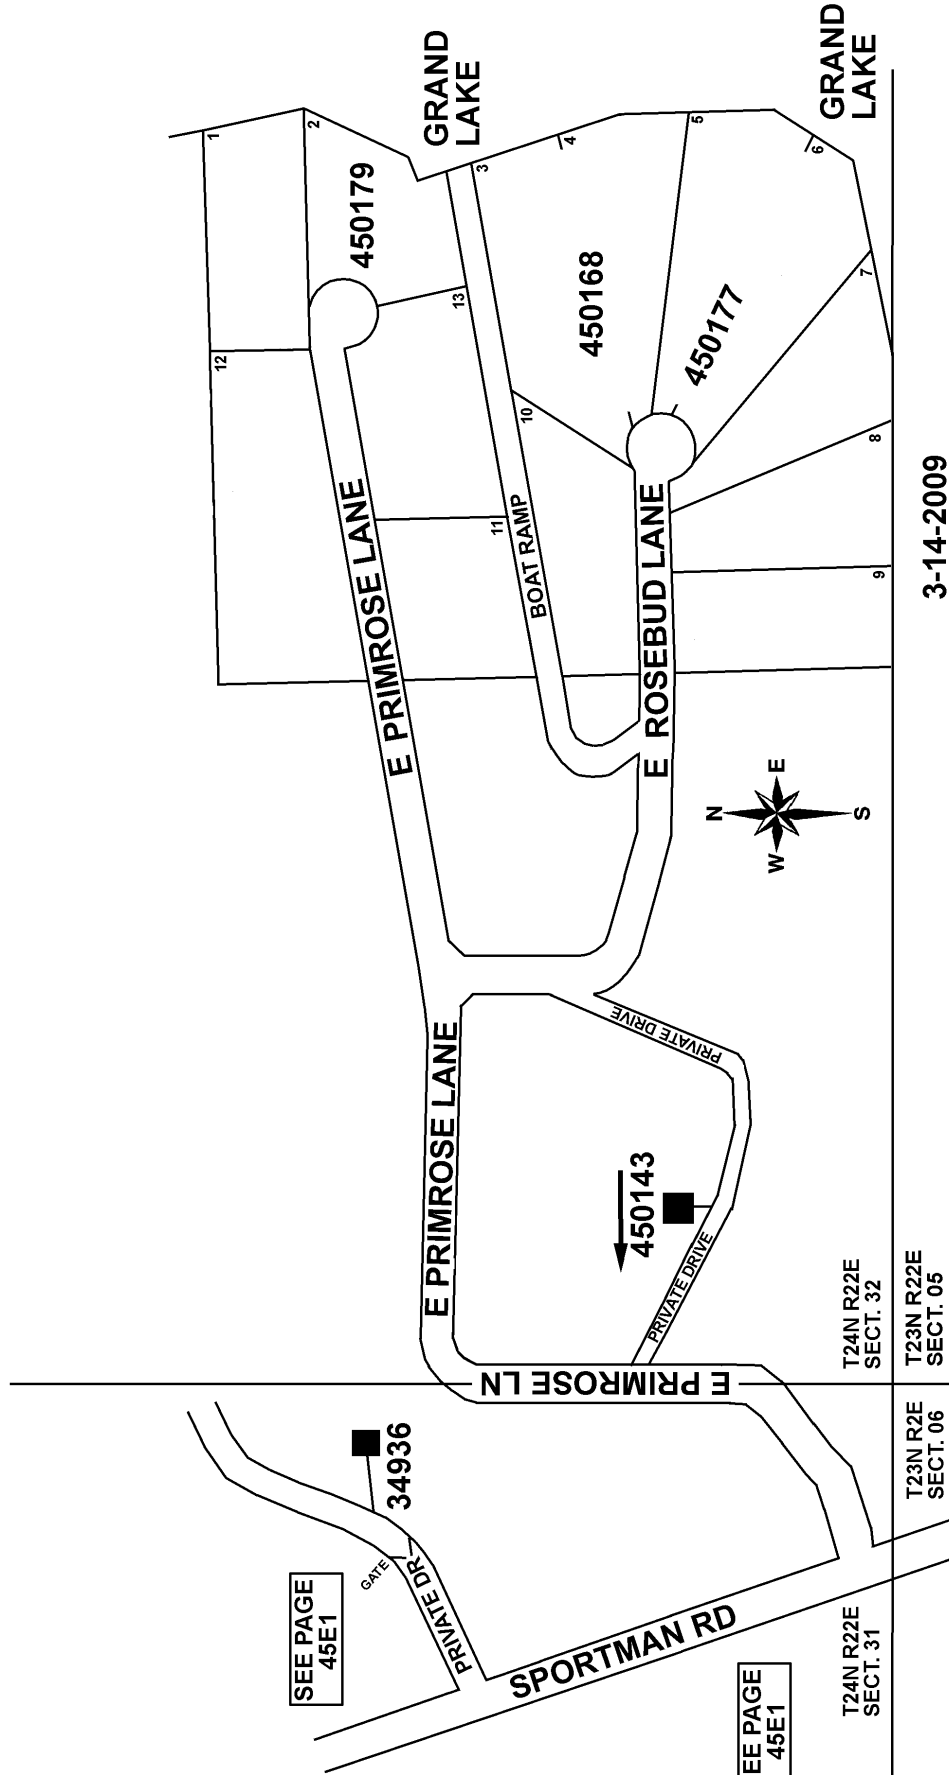 GRAND
LAKE
GRAND
LAKE
1
2
3
4
5
6
7
8
9
10
11
12
13
450179
450168
450177
E PRIMROSE LANE
BOAT RAMP
E ROSEBUD LANE
3-14-2009
N
E
S
W
E PRIMROSE LANE
PRIVATE DRIVE
450143
PRIVATE DRIVE
E PRIMROSE LN
34936
GATE
PRIVATE DR
SPORTMAN RD
SEE PAGE
45E1
EE PAGE
45E1
T24N R22E
SECT. 32
T23N R22E
SECT. 05
T23N R2E
SECT. 06
T24N R22E
SECT. 31